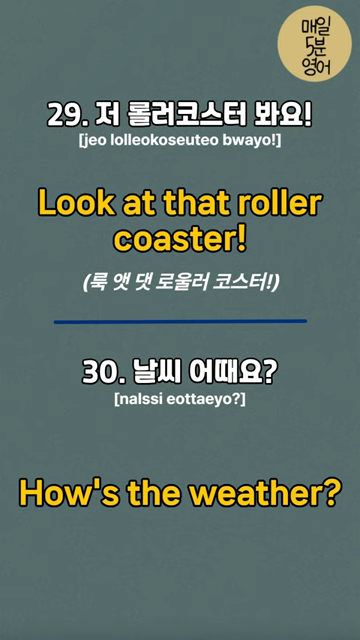 매일
5분
영어
29. 저 롤러코스터 봐요!
[jeo lolleokoseuteo bwayo!]
Look at that roller
coaster!
(룩 앳 댓 로울러 코스터!)
30. 날씨 어때요?
[nalssi eottaeyo?]
How's the weather?